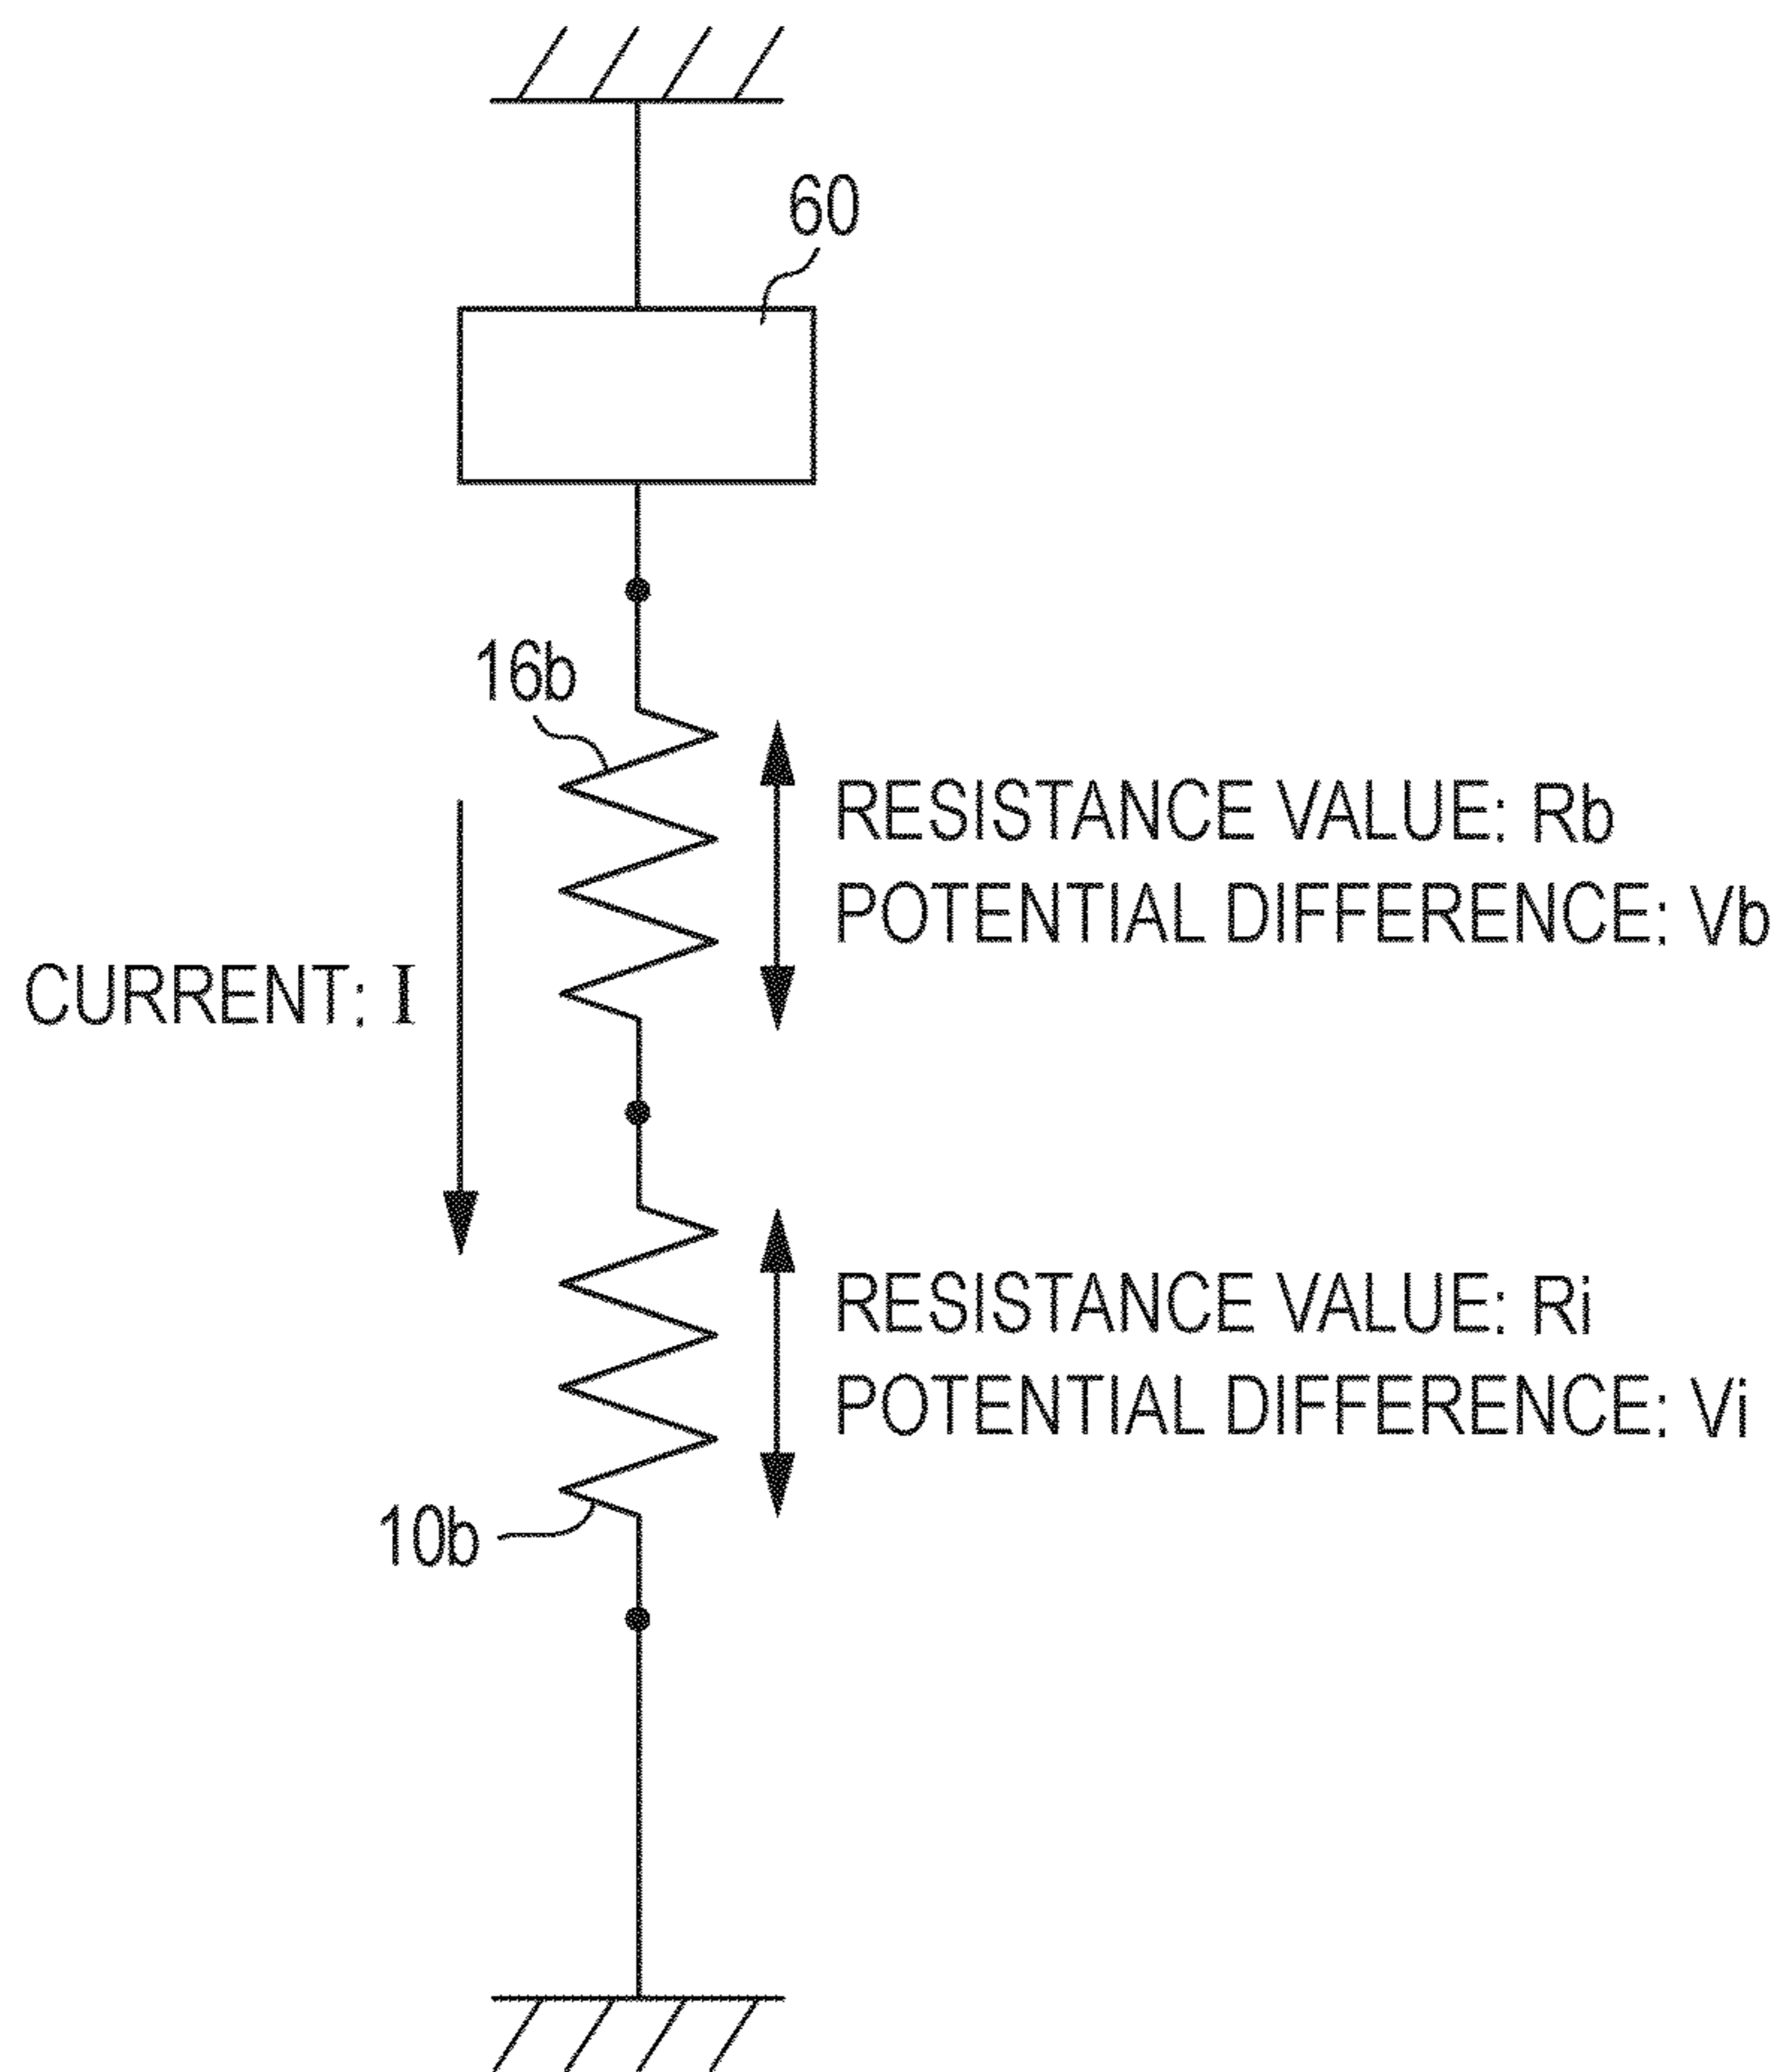 60
16b
RESISTANCE VALUE: Rb
POTENTIAL DIFFERENCE: Vb
CURRENT: I
RESISTANCE VALUE: Ri
POTENTIAL DIFFERENCE: Vi
10b